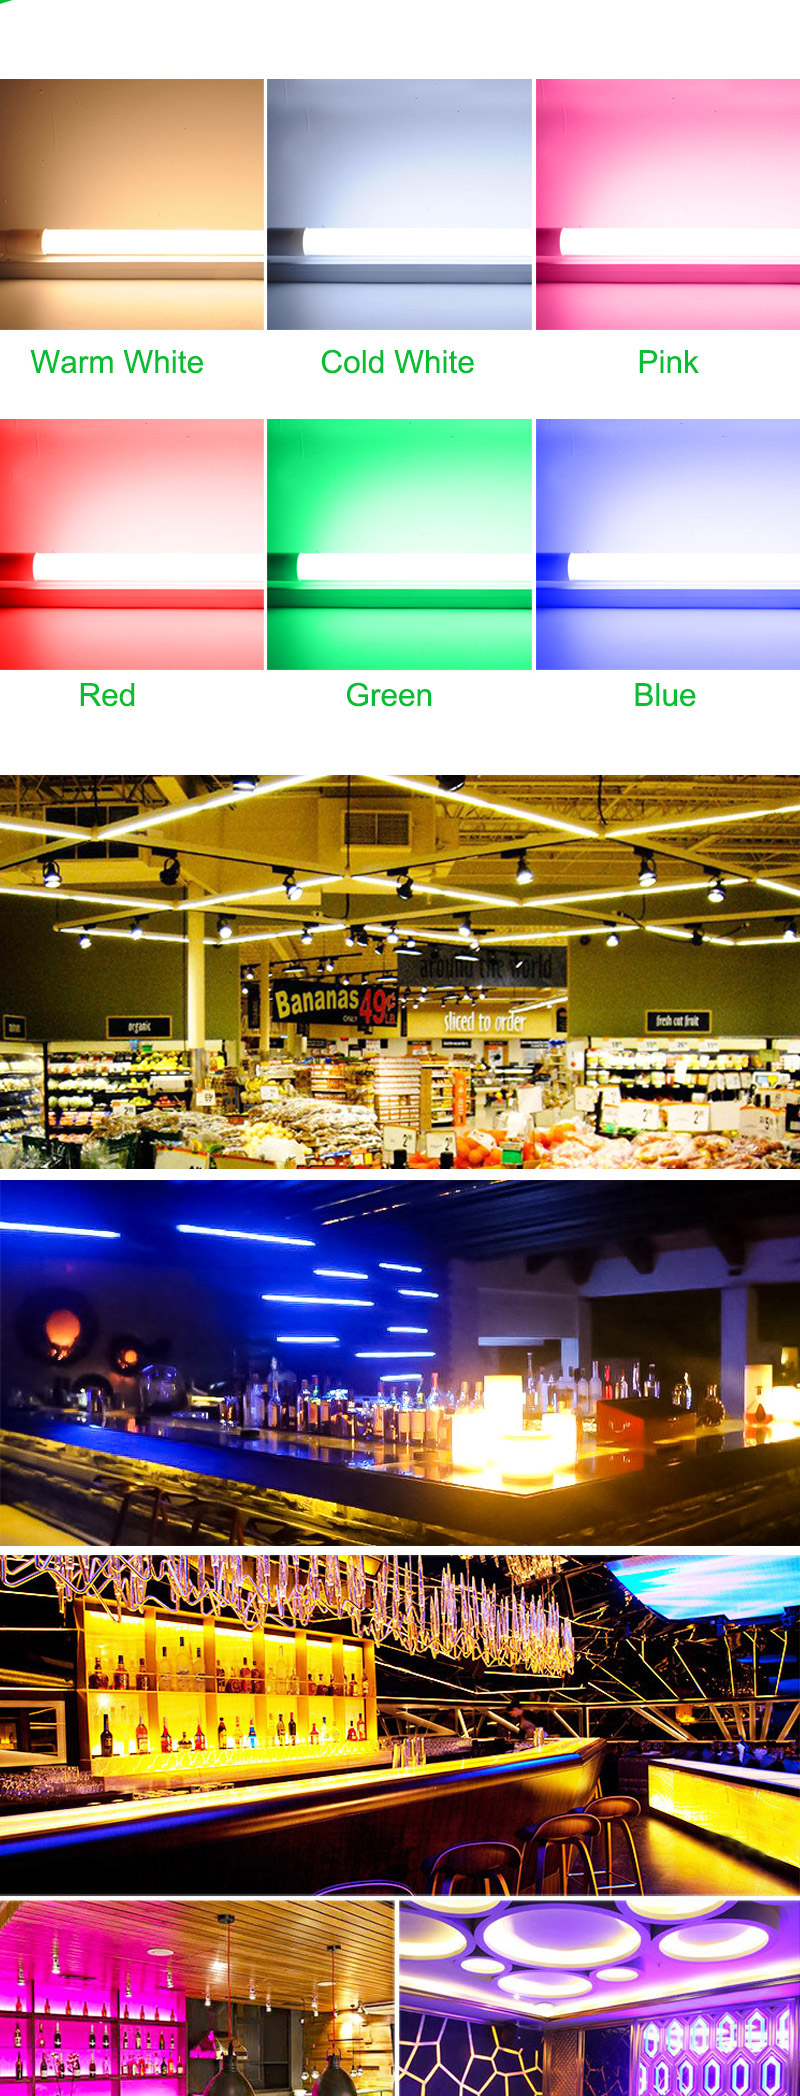 Warm White
Cold White
Pink
Red
Green
Blue
around the world
Bananas 49¢
ONLY
sliced to order
organic
fresh cut fruit